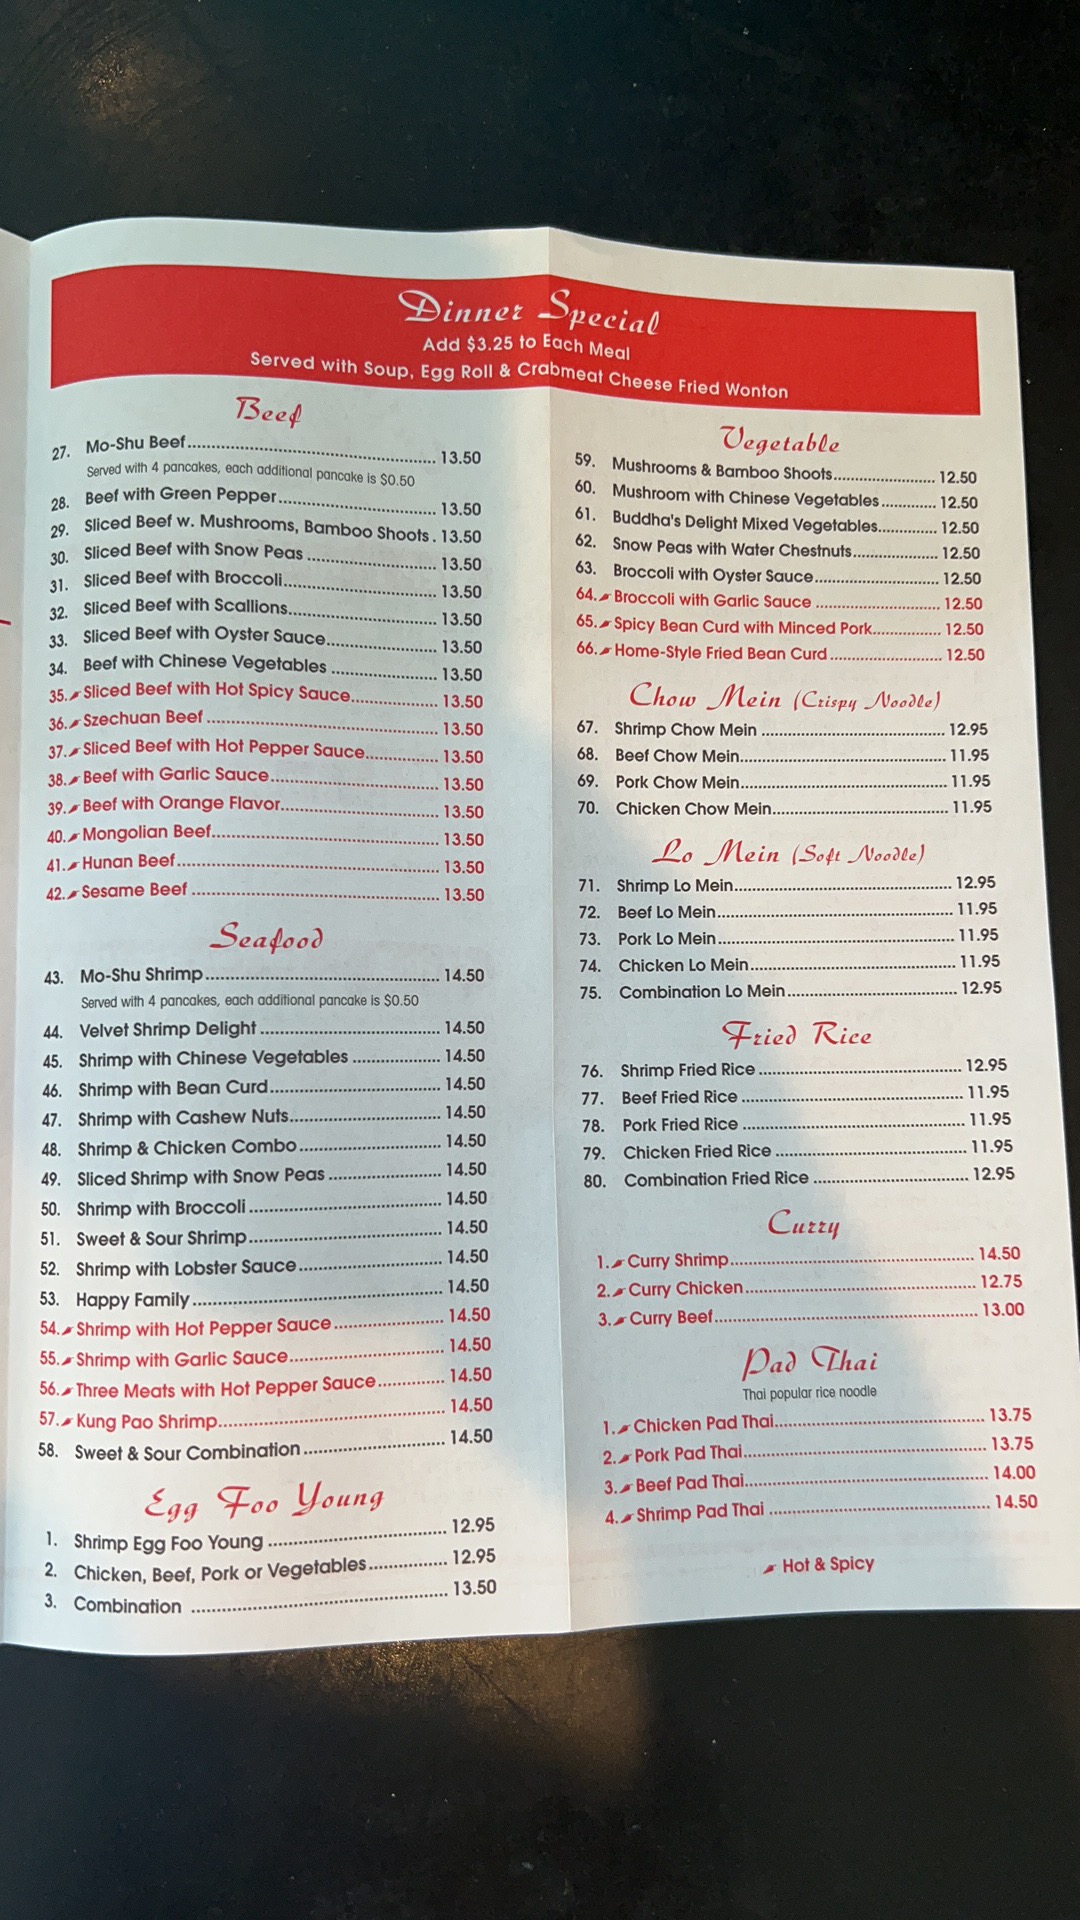 Dinner Special
Add $3.25 to Each Meal
Served with Soup, Egg Roll & Crabmeat Cheese Fried Wonton
Beef
27. Mo-Shu Beef 13.50
Served with 4 pancakes, each additional pancake is $0.50
28. Beef with Green Pepper 13.50
29. Sliced Beef w. Mushrooms, Bamboo Shoots 13.50
30. Sliced Beef with Snow Peas 13.50
31. Sliced Beef with Broccoli 13.50
32. Sliced Beef with Scallions 13.50
33. Sliced Beef with Oyster Sauce 13.50
34. Beef with Chinese Vegetables 13.50
35. Sliced Beef with Hot Spicy Sauce 13.50
36. Szechuan Beef 13.50
37. Sliced Beef with Hot Pepper Sauce 13.50
38. Beef with Garlic Sauce 13.50
39. Beef with Orange Flavor 13.50
40. Mongolian Beef 13.50
41. Hunan Beef 13.50
42. Sesame Beef 13.50
Seafood
43. Mo-Shu Shrimp 14.50
Served with 4 pancakes, each additional pancake is $0.50
44. Velvet Shrimp Delight 14.50
45. Shrimp with Chinese Vegetables 14.50
46. Shrimp with Bean Curd 14.50
47. Shrimp with Cashew Nuts 14.50
48. Shrimp & Chicken Combo 14.50
49. Sliced Shrimp with Snow Peas 14.50
50. Shrimp with Broccoli 14.50
51. Sweet & Sour Shrimp 14.50
52. Shrimp with Lobster Sauce 14.50
53. Happy Family 14.50
54. Shrimp with Hot Pepper Sauce 14.50
55. Shrimp with Garlic Sauce 14.50
56. Three Meats with Hot Pepper Sauce 14.50
57. Kung Pao Shrimp 14.50
58. Sweet & Sour Combination 14.50
Egg Foo Young
1. Shrimp Egg Foo Young 12.95
2. Chicken, Beef, Pork or Vegetables 12.95
3. Combination 13.50
Vegetable
59. Mushrooms & Bamboo Shoots 12.50
60. Mushroom with Chinese Vegetables 12.50
61. Buddha's Delight Mixed Vegetables 12.50
62. Snow Peas with Water Chestnuts 12.50
63. Broccoli with Oyster Sauce 12.50
64. Broccoli with Garlic Sauce 12.50
65. Spicy Bean Curd with Minced Pork 12.50
66. Home-Style Fried Bean Curd 12.50
Chow Mein (Crispy Noodle)
67. Shrimp Chow Mein 12.95
68. Beef Chow Mein 11.95
69. Pork Chow Mein 11.95
70. Chicken Chow Mein 11.95
Lo Mein (Soft Noodle)
71. Shrimp Lo Mein 12.95
72. Beef Lo Mein 11.95
73. Pork Lo Mein 11.95
74. Chicken Lo Mein 11.95
75. Combination Lo Mein 12.95
Fried Rice
76. Shrimp Fried Rice 12.95
77. Beef Fried Rice 11.95
78. Pork Fried Rice 11.95
79. Chicken Fried Rice 11.95
80. Combination Fried Rice 12.95
Curry
1. Curry Shrimp 14.50
2. Curry Chicken 12.75
3. Curry Beef 13.00
Pad Thai
Thai popular rice noodle
1. Chicken Pad Thai 13.75
2. Pork Pad Thai 13.75
3. Beef Pad Thai 14.00
4. Shrimp Pad Thai 14.50
Hot & Spicy